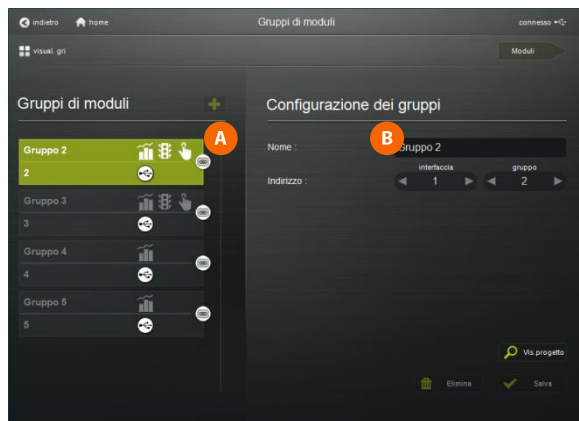 indietro home Gruppi di moduli connesso
visual. gri Moduli
Gruppi di moduli Configurazione dei gruppi
A B
Gruppo 2 Nome : Gruppo 2
interfaccia gruppo
2 Indirizzo : 1 2
Gruppo 3
3
Gruppo 4
4
Gruppo 5
5
Vis.progetto
Elimina Salva